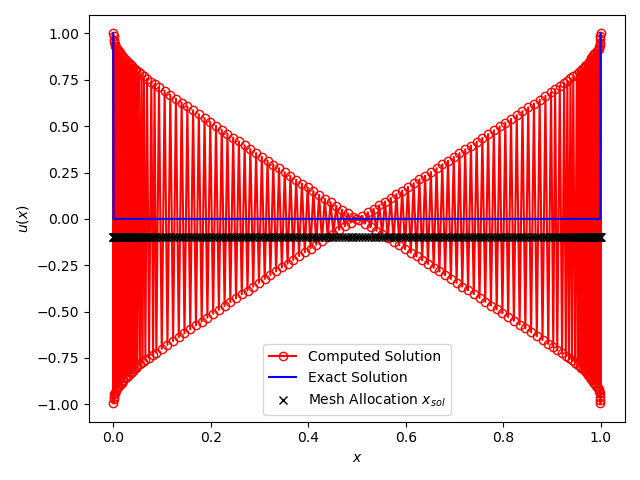 1.00
0.75
0.50
0.25
0.00
−0.25
−0.50
−0.75
−1.00
u(x)
Computed Solution
Exact Solution
Mesh Allocation x_sol
0.0 0.2 0.4 0.6 0.8 1.0
x